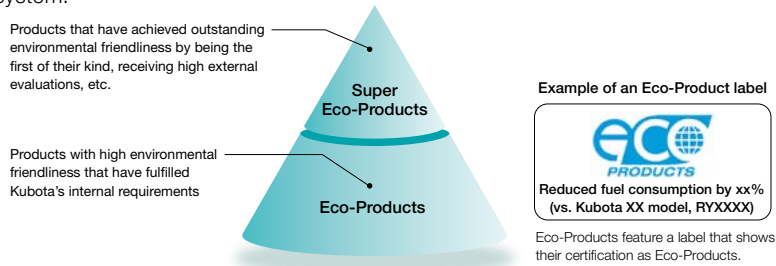 system.
Products that have achieved outstanding
environmental friendliness by being the
first of their kind, receiving high external
evaluations, etc.
Super
Eco-Products
Products with high environmental
friendliness that have fulfilled
Kubota's internal requirements
Eco-Products
Example of an Eco-Product label
eco
PRODUCTS
Reduced fuel consumption by xx%
(vs. Kubota XX model, RYXXXX)
Eco-Products feature a label that shows
their certification as Eco-Products.